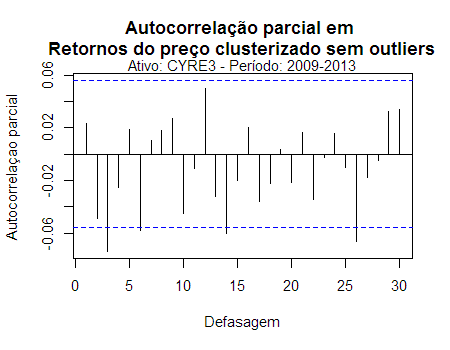 Autocorrelação parcial em
Retornos do preço clusterizado sem outliers
Ativo: CYRE3 - Período: 2009-2013
Autocorrelaçao parcial
0.06
0.02
-0.02
-0.06
0 5 10 15 20 25 30
Defasagem